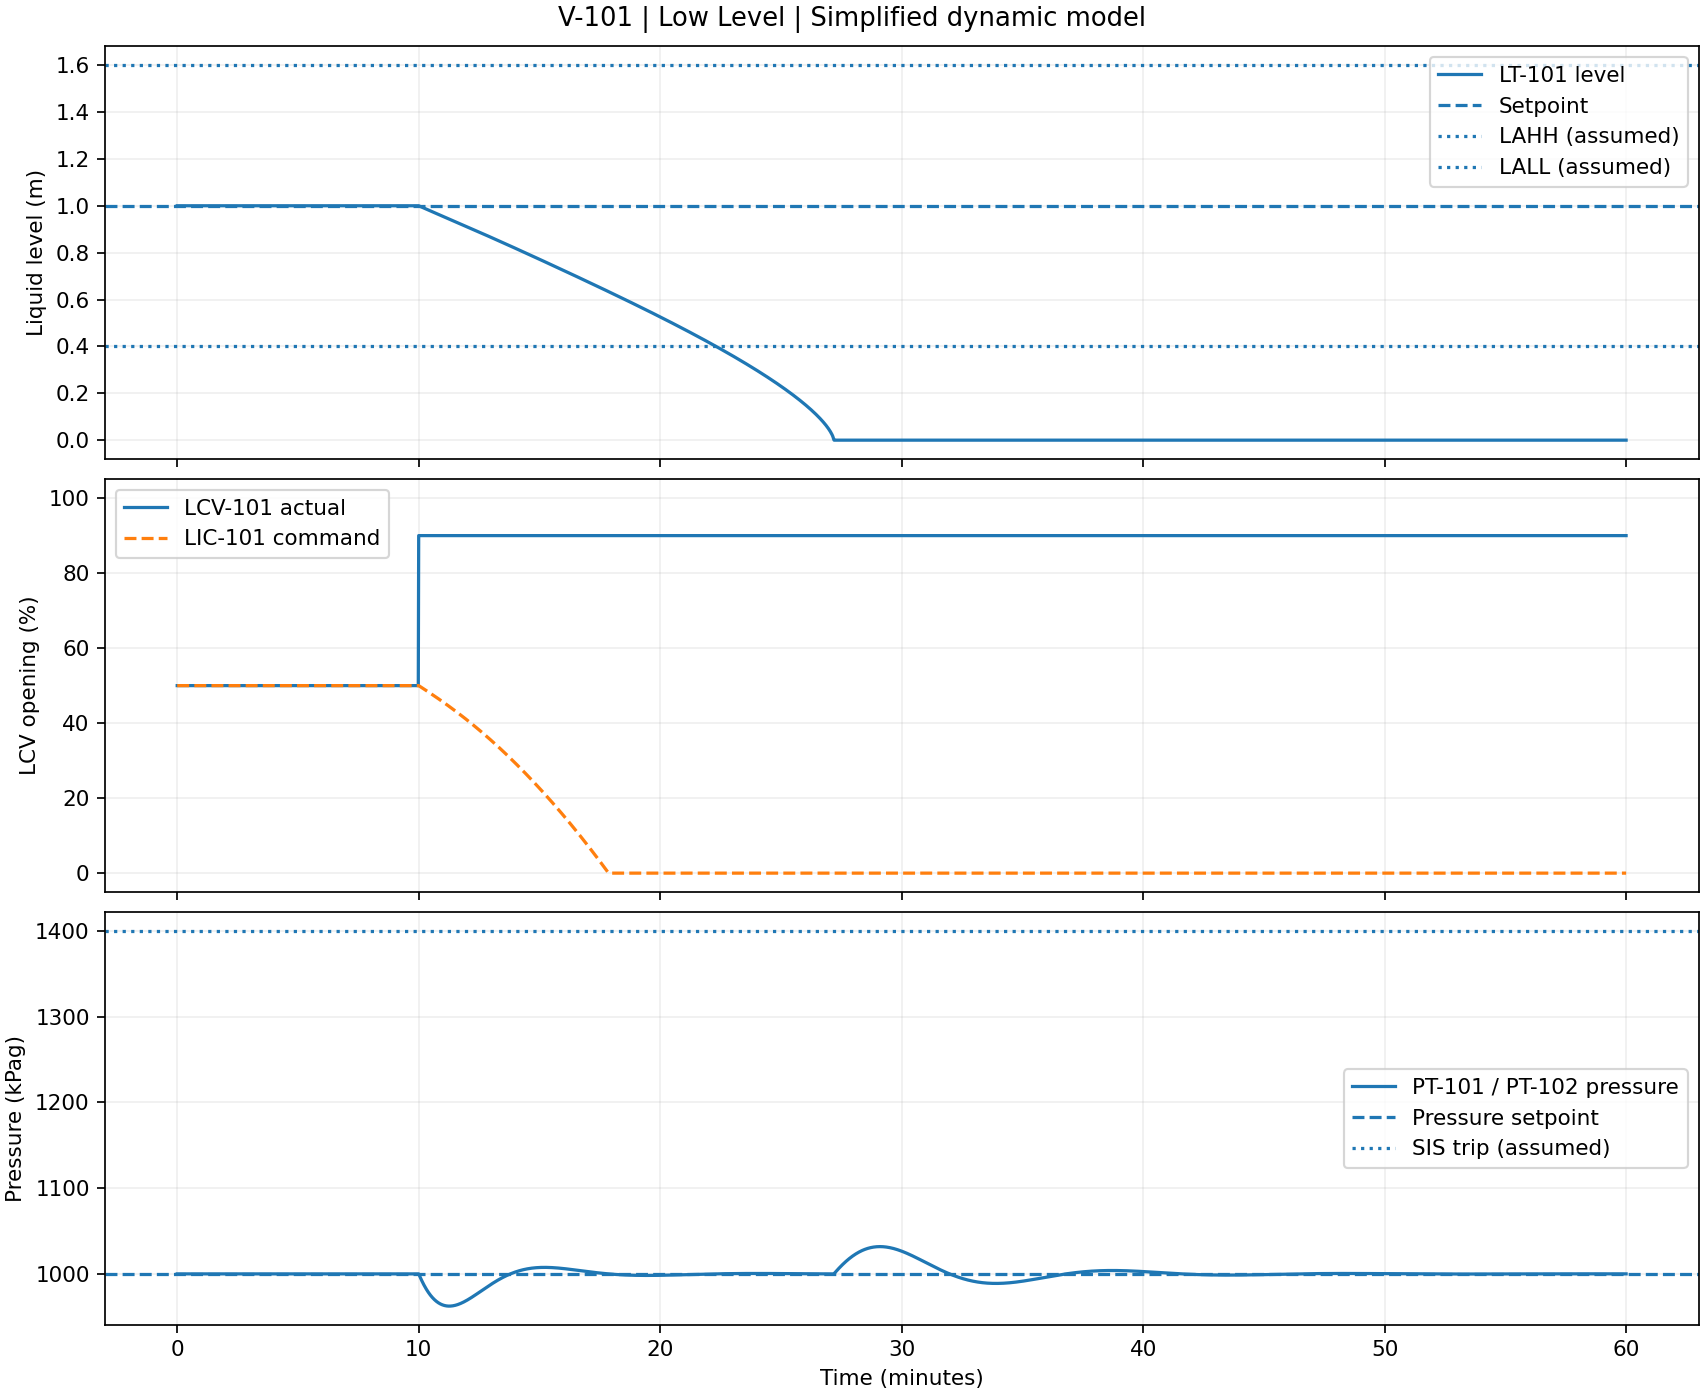 V-101 | Low Level | Simplified dynamic model
1.6
1.4
1.2
1.0
0.8
0.6
0.4
0.2
0.0
Liquid level (m)
LT-101 level
Setpoint
LAHH (assumed)
LALL (assumed)
100
80
60
40
20
0
LCV opening (%)
LCV-101 actual
LIC-101 command
1400
1300
1200
1100
1000
Pressure (kPag)
PT-101 / PT-102 pressure
Pressure setpoint
SIS trip (assumed)
0 10 20 30 40 50 60
Time (minutes)